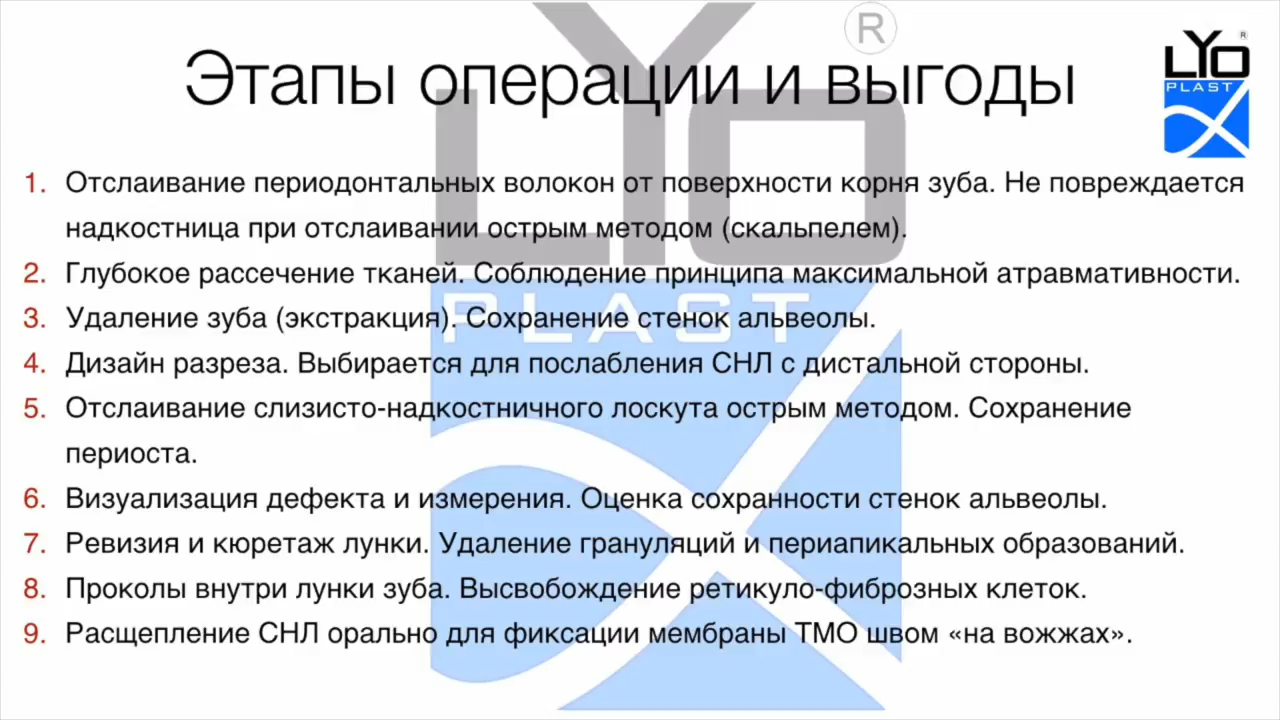 Этапы операции и выгоды
LYO
PLAST
®
1. Отслаивание периодонтальных волокон от поверхности корня зуба. Не повреждается
надкостница при отслаивании острым методом (скальпелем).
2. Глубокое рассечение тканей. Соблюдение принципа максимальной атравмативности.
3. Удаление зуба (экстракция). Сохранение стенок альвеолы.
4. Дизайн разреза. Выбирается для послабления СНЛ с дистальной стороны.
5. Отслаивание слизисто-надкостничного лоскута острым методом. Сохранение
периоста.
6. Визуализация дефекта и измерения. Оценка сохранности стенок альвеолы.
7. Ревизия и кюретаж лунки. Удаление грануляций и периапикальных образований.
8. Проколы внутри лунки зуба. Высвобождение ретикуло-фиброзных клеток.
9. Расщепление СНЛ орально для фиксации мембраны ТМО швом «на вожжах».
LYO
PLAST
®